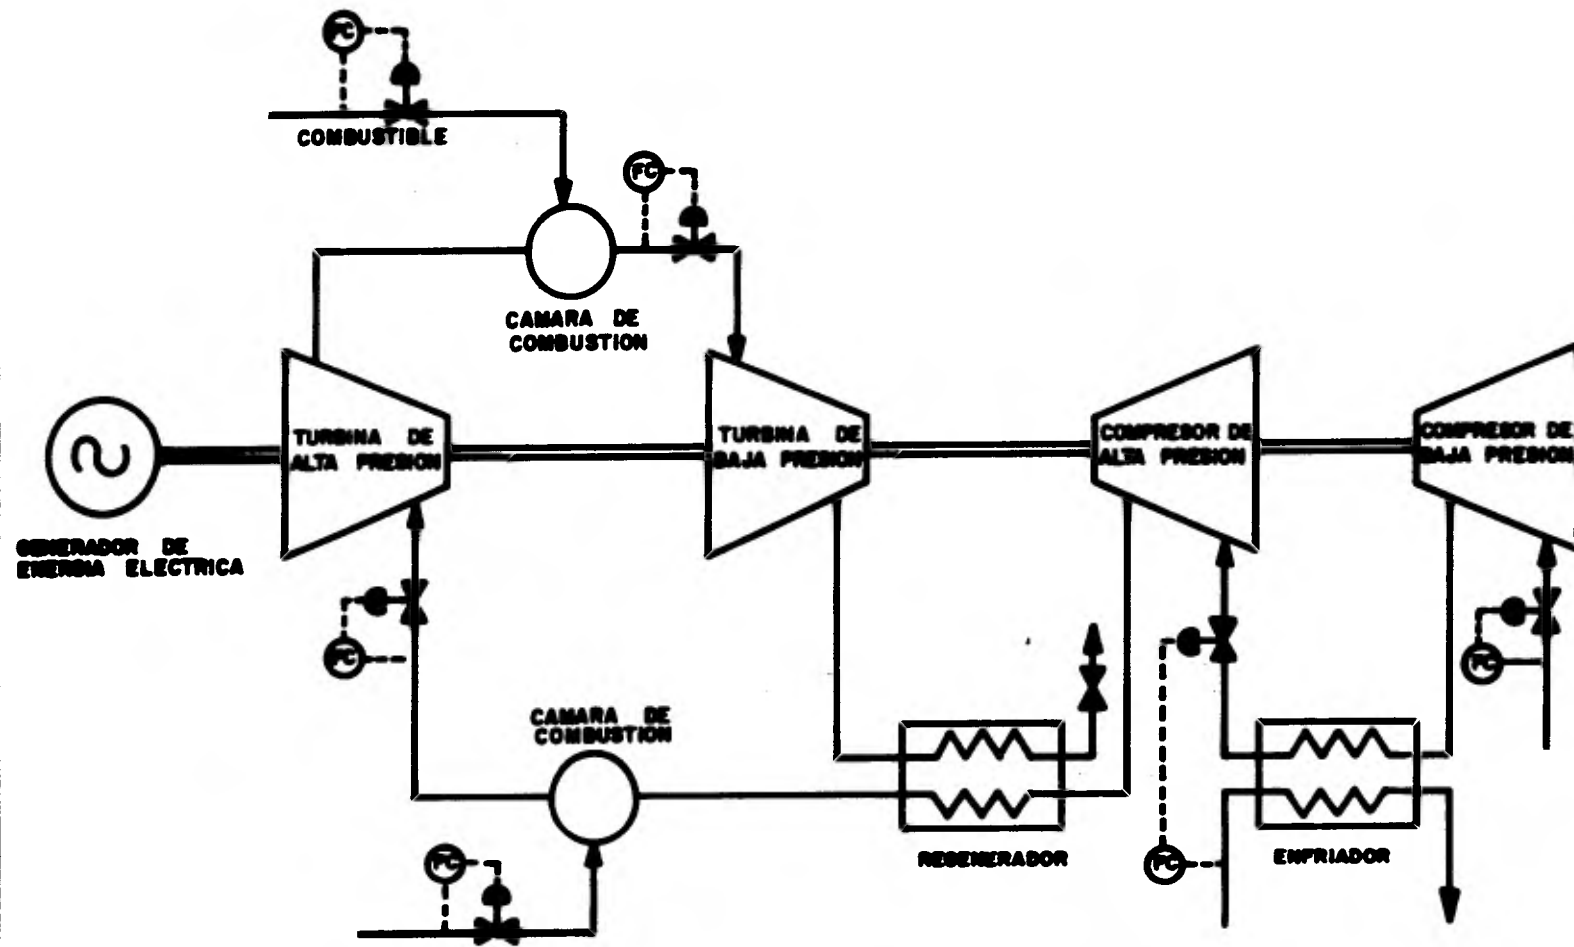 FC
COMBUSTIBLE
FC
CAMARA DE
COMBUSTION
TURBINA DE
ALTA PRESION
TURBINA DE
BAJA PRESION
COMPRESOR DE
ALTA PRESION
COMPRESOR DE
BAJA PRESION
GENERADOR DE
ENERGIA ELECTRICA
FC
FC
CAMARA DE
COMBUSTION
FC
REGENERADOR
FC
ENFRIADOR